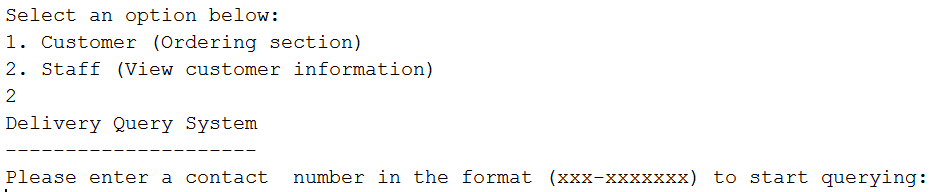 Select an option below:
1. Customer (Ordering section)
2. Staff (View customer information)
2
Delivery Query System
---------------------
Please enter a contact  number in the format (xxx-xxxxxxx) to start querying: